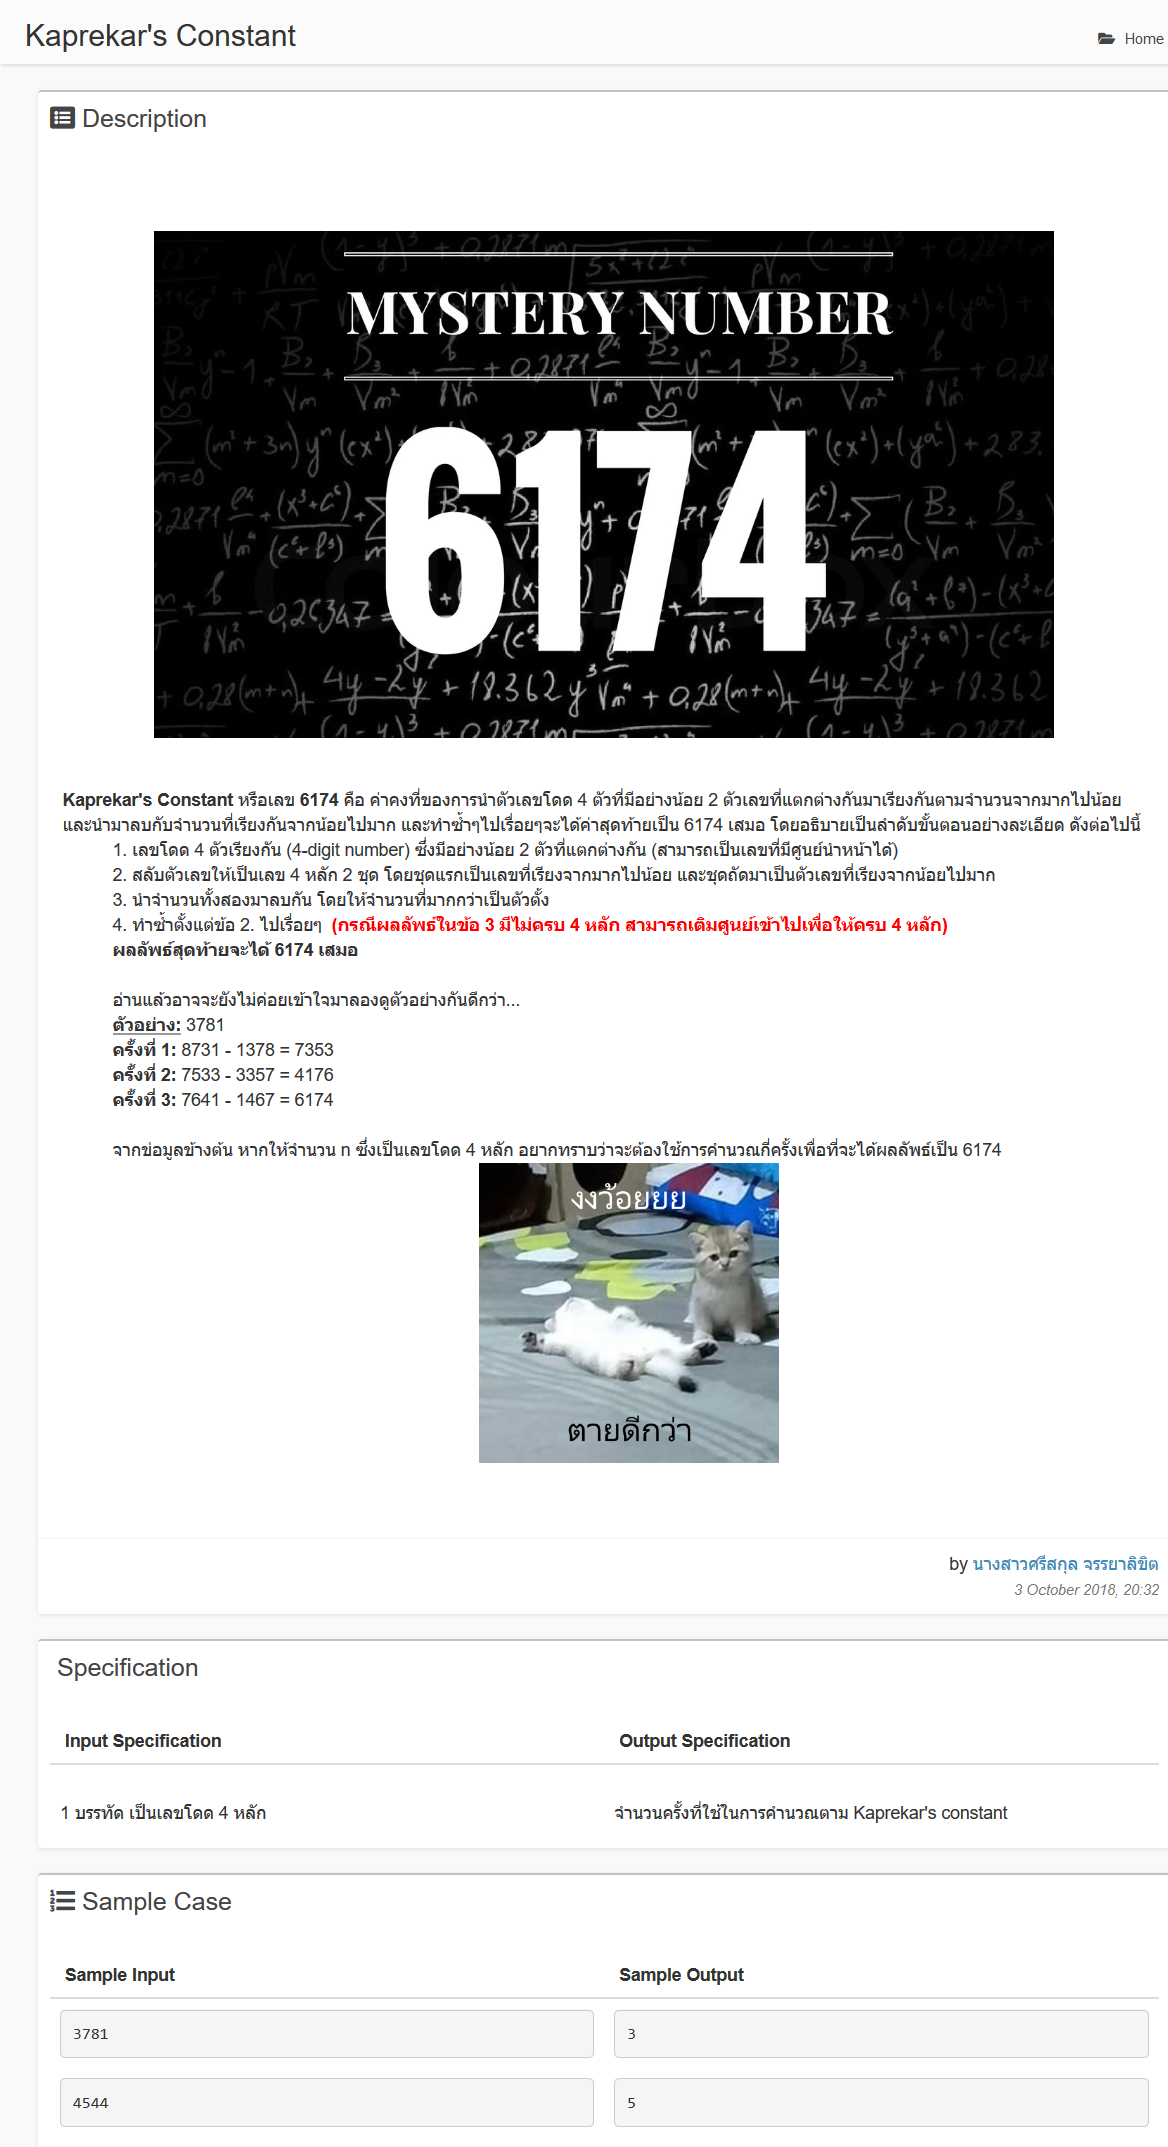 Kaprekar's Constant
Home
Description
MYSTERY NUMBER
6174
Kaprekar's Constant หรือเลข 6174 คือ ค่าคงที่ของการนำตัวเลขโดด 4 ตัวที่มีอย่างน้อย 2 ตัวเลขที่แตกต่างกันมาเรียงกันตามจำนวนจากมากไปน้อย
และนำมาลบกับจำนวนที่เรียงกันจากน้อยไปมาก และทำซ้ำๆไปเรื่อยๆจะได้ค่าสุดท้ายเป็น 6174 เสมอ โดยอธิบายเป็นลำดับขั้นตอนอย่างละเอียด ดังต่อไปนี้
1. เลขโดด 4 ตัวเรียงกัน (4-digit number) ซึ่งมีอย่างน้อย 2 ตัวที่แตกต่างกัน (สามารถเป็นเลขที่มีศูนย์นำหน้าได้)
2. สลับตัวเลขให้เป็นเลข 4 หลัก 2 ชุด โดยชุดแรกเป็นเลขที่เรียงจากมากไปน้อย และชุดถัดมาเป็นตัวเลขที่เรียงจากน้อยไปมาก
3. นำจำนวนทั้งสองมาลบกัน โดยให้จำนวนที่มากกว่าเป็นตัวตั้ง
4. ทำซ้ำตั้งแต่ข้อ 2. ไปเรื่อยๆ (กรณีผลลัพธ์ในข้อ 3 มีไม่ครบ 4 หลัก สามารถเติมศูนย์เข้าไปเพื่อให้ครบ 4 หลัก)
ผลลัพธ์สุดท้ายจะได้ 6174 เสมอ
อ่านแล้วอาจจะยังไม่ค่อยเข้าใจมาลองดูตัวอย่างกันดีกว่า...
ตัวอย่าง: 3781
ครั้งที่ 1: 8731 - 1378 = 7353
ครั้งที่ 2: 7533 - 3357 = 4176
ครั้งที่ 3: 7641 - 1467 = 6174
จากข้อมูลข้างต้น หากให้จำนวน n ซึ่งเป็นเลขโดด 4 หลัก อยากทราบว่าจะต้องใช้การคำนวณกี่ครั้งเพื่อที่จะได้ผลลัพธ์เป็น 6174
งงว้อยยย
ตายดีกว่า
by นางสาวศรีสกุล จรรยาลิขิต
3 October 2018, 20:32
Specification
Input Specification
Output Specification
1 บรรทัด เป็นเลขโดด 4 หลัก
จำนวนครั้งที่ใช้ในการคำนวณตาม Kaprekar's constant
Sample Case
Sample Input
Sample Output
3781
3
4544
5